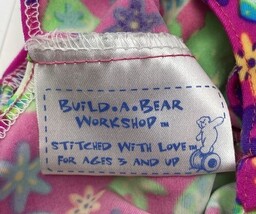 BUILD·A·BEAR
WORKSHOP™
STITCHED WITH LOVE™
FOR AGES 3 AND UP